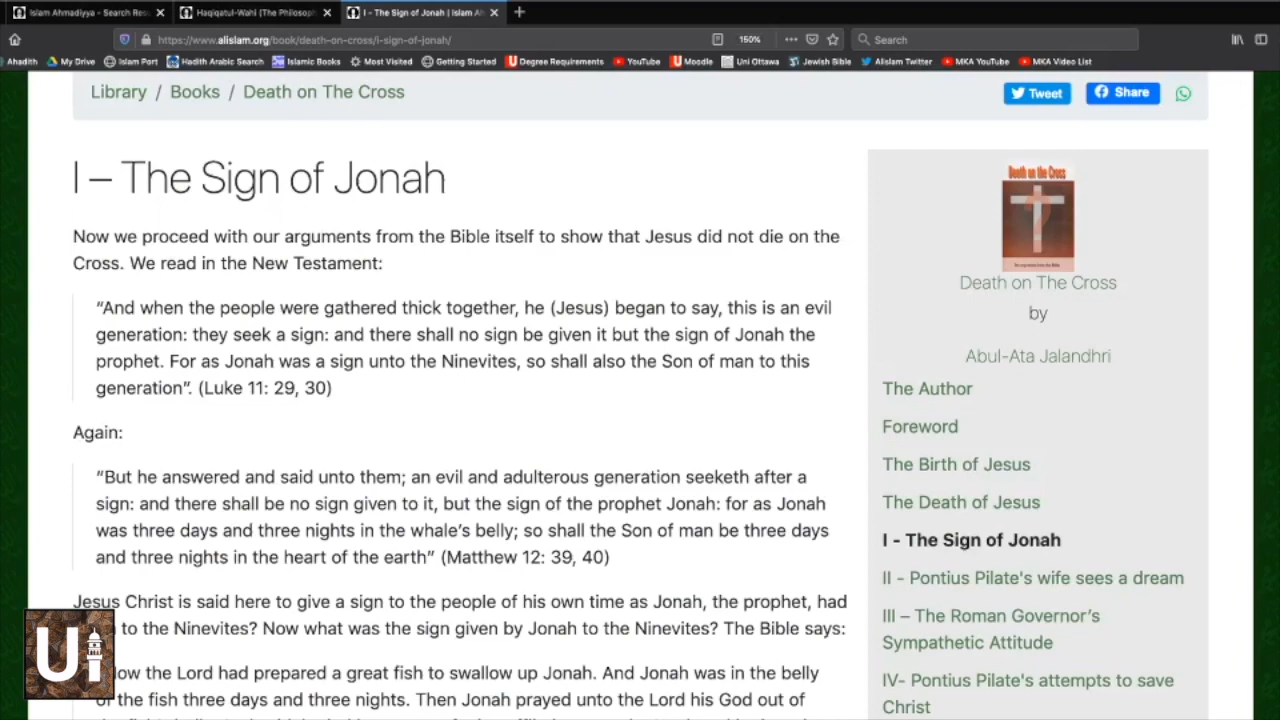 Islam Ahmadiyya - Search Res
Haqiqatul-Wahi (The Philosoph
I – The Sign of Jonah | Islam Ah
https://www.alislam.org/book/death-on-cross/i-sign-of-jonah/
150%
Search
Ahadith
My Drive
Islam Port
Hadith Arabic Search
Islamic Books
Most Visited
Getting Started
Degree Requirements
YouTube
Moodle
Uni Ottawa
Jewish Bible
Alislam Twitter
MKA YouTube
MKA Video List
Library / Books / Death on The Cross
Tweet
Share
I – The Sign of Jonah
Now we proceed with our arguments from the Bible itself to show that Jesus did not die on the
Cross. We read in the New Testament:
“And when the people were gathered thick together, he (Jesus) began to say, this is an evil
generation: they seek a sign: and there shall no sign be given it but the sign of Jonah the
prophet. For as Jonah was a sign unto the Ninevites, so shall also the Son of man to this
generation”. (Luke 11: 29, 30)
Again:
“But he answered and said unto them; an evil and adulterous generation seeketh after a
sign: and there shall be no sign given to it, but the sign of the prophet Jonah: for as Jonah
was three days and three nights in the whale’s belly; so shall the Son of man be three days
and three nights in the heart of the earth” (Matthew 12: 39, 40)
Jesus Christ is said here to give a sign to the people of his own time as Jonah, the prophet, had
to the Ninevites? Now what was the sign given by Jonah to the Ninevites? The Bible says:
ow the Lord had prepared a great fish to swallow up Jonah. And Jonah was in the belly
the fish three days and three nights. Then Jonah prayed unto the Lord his God out of
Death on the Cross
Death on The Cross
by
Abul-Ata Jalandhri
The Author
Foreword
The Birth of Jesus
The Death of Jesus
I - The Sign of Jonah
II - Pontius Pilate's wife sees a dream
III – The Roman Governor’s
Sympathetic Attitude
IV- Pontius Pilate's attempts to save
Christ
Ui